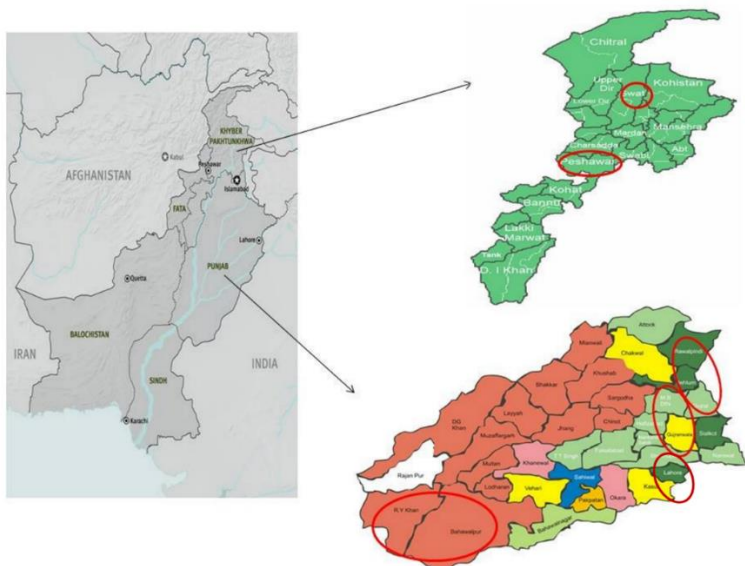 KHYBER
PAKHTUNKHWA
Kabul
Peshawar
Islamabad
AFGHANISTAN
FATA
Lahore
PUNJAB
Quetta
BALOCHISTAN
IRAN
INDIA
SINDH
Karachi
Chitral
Upper
Dir
Kohistan
Swat
Lower Dir
Mansehra
Mardan
Charsadda
Abt
Swabi
Peshawar
Kohat
Bannu
Lakki
Marwat
Tank
D. I Khan
Attock
Mianwali
Chakwal
Rawalpindi
Khushab
Bhakkar
Sargodha
DG
Khan
Layyah
Jhang
Chiniot
Gujranwala
Sialkot
Muzaffargarh
Narowal
T.T Singh
Faisalabad
Multan
Khanewal
Lahore
Rajan Pur
Sahiwal
Lodharan
Vehari
Kasur
Okara
Pakpattan
R Y Khan
Bahawalpur
Bahawalnagar